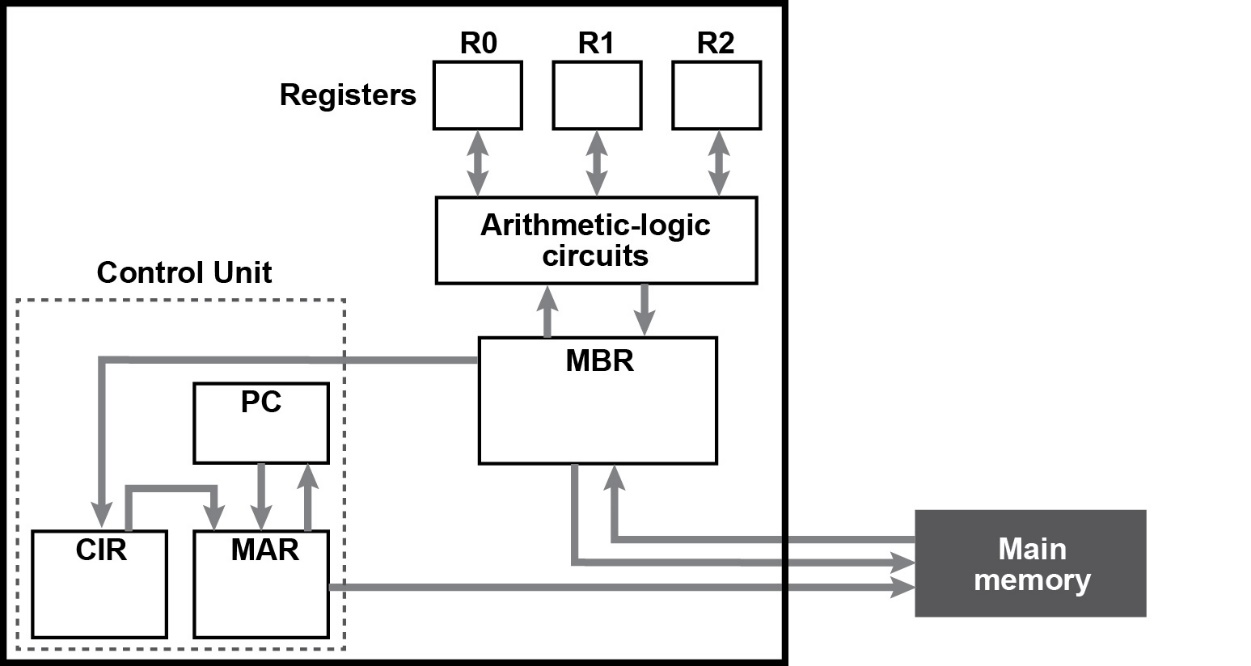 R0
R1
R2
Registers
Arithmetic-logic
circuits
Control Unit
MBR
PC
CIR
MAR
Main
memory